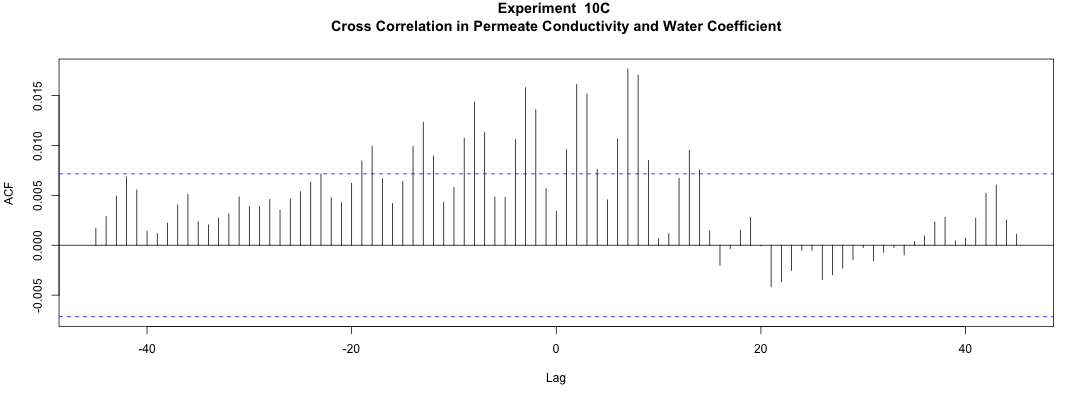 Experiment  10C
Cross Correlation in Permeate Conductivity and Water Coefficient
ACF
0.015
0.010
0.005
0.000
-0.005
-40 -20 0 20 40
Lag